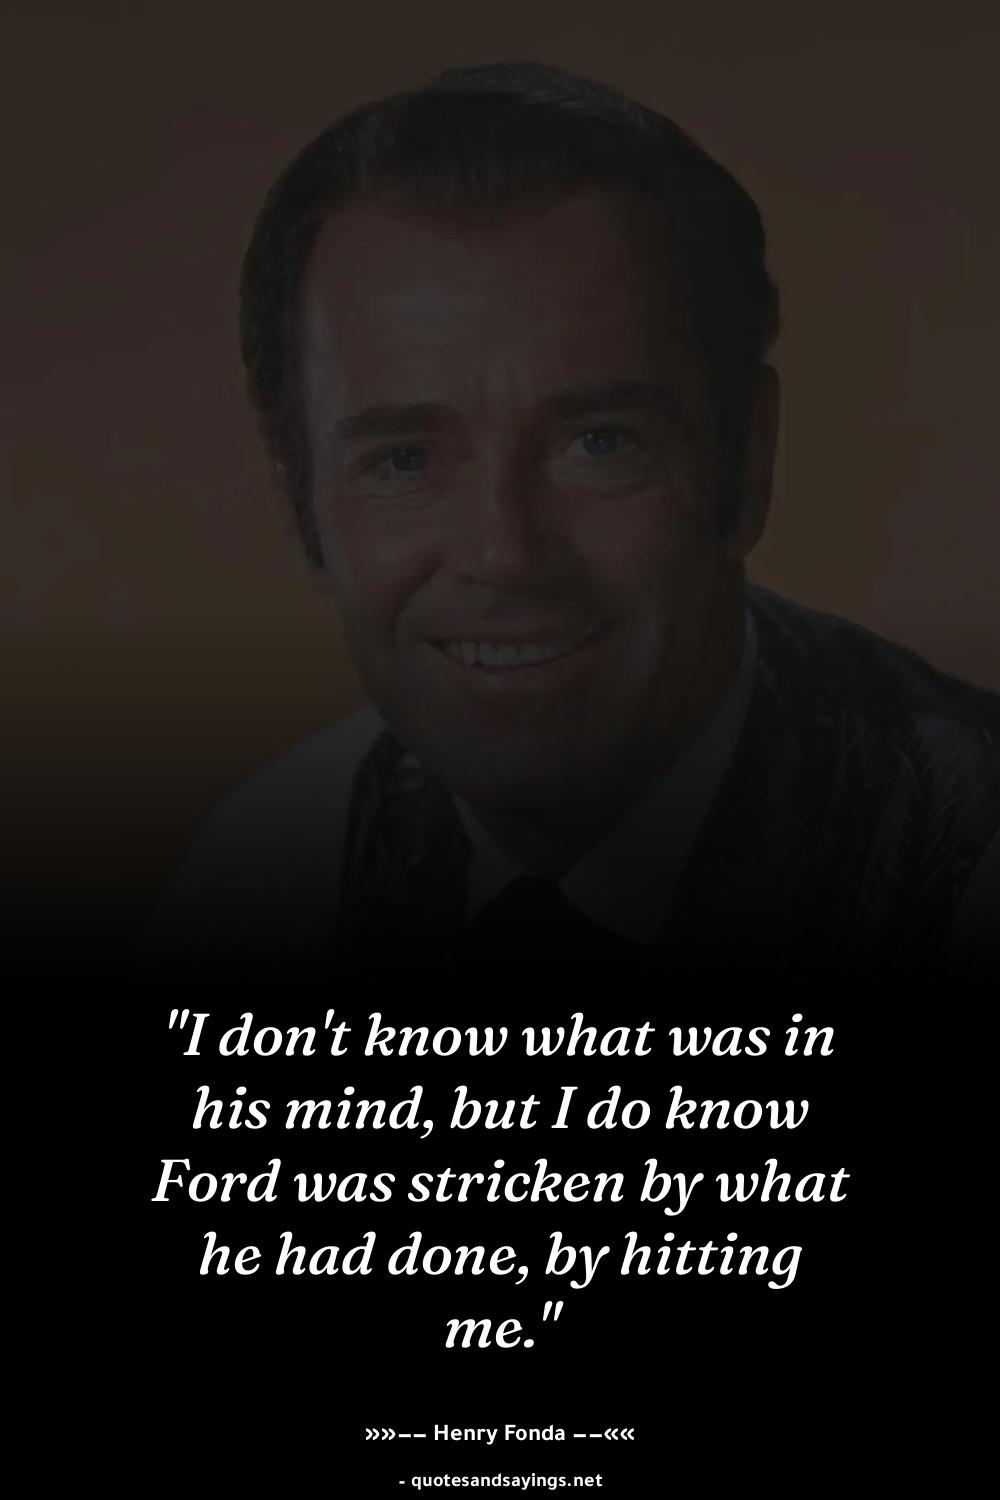 "I don't know what was in
his mind, but I do know
Ford was stricken by what
he had done, by hitting
me."
»»−− Henry Fonda −−««
- quotesandsayings.net